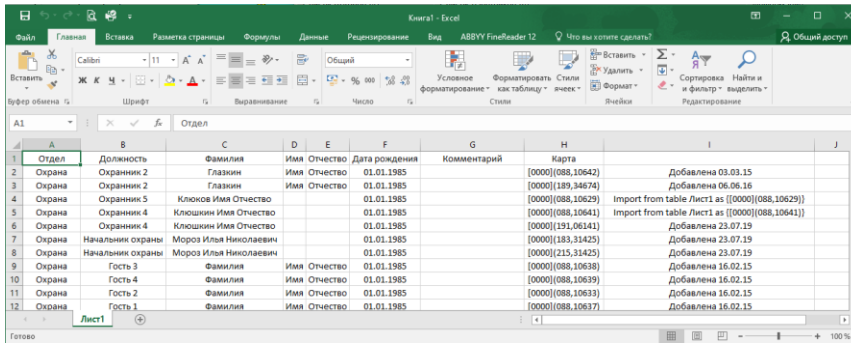 Книга1 - Excel
Файл Главная Вставка Разметка страницы Формулы Данные Рецензирование Вид ABBYY FineReader 12 Что вы хотите сделать? Общий доступ
Вставить
Calibri 11
Ж К Ч
Общий
% 000
Условное форматирование
Форматировать как таблицу
Стили ячеек
Вставить
Удалить
Формат
Сортировка и фильтр
Найти и выделить
Буфер обмена Шрифт Выравнивание Число Стили Ячейки Редактирование
A1 fx Отдел
A B C D E F G H I J
1 Отдел Должность Фамилия Имя Отчество Дата рождения Комментарий Карта
2 Охрана Охранник 2 Глазкин Имя Отчество 01.01.1985 [0000](088,10642) Добавлена 03.03.15
3 Охрана Охранник 2 Глазкин Имя Отчество 01.01.1985 [0000](189,34674) Добавлена 06.06.16
4 Охрана Охранник 5 Клюков Имя Отчество 01.01.1985 [0000](088,10629) Import from table Лист1 as {[0000](088,10629)}
5 Охрана Охранник 4 Клюшкин Имя Отчество 01.01.1985 [0000](088,10641) Import from table Лист1 as {[0000](088,10641)}
6 Охрана Охранник 4 Клюшкин Имя Отчество 01.01.1985 [0000](191,06141) Добавлена 23.07.19
7 Охрана Начальник охраны Мороз Илья Николаевич 01.01.1985 [0000](183,31425) Добавлена 23.07.19
8 Охрана Начальник охраны Мороз Илья Николаевич 01.01.1985 [0000](215,31425) Добавлена 23.07.19
9 Охрана Гость 3 Фамилия Имя Отчество 01.01.1985 [0000](088,10638) Добавлена 16.02.15
10 Охрана Гость 4 Фамилия Имя Отчество 01.01.1985 [0000](088,10639) Добавлена 16.02.15
11 Охрана Гость 2 Фамилия Имя Отчество 01.01.1985 [0000](088,10633) Добавлена 16.02.15
12 Охрана Гость 1 Фамилия Имя Отчество 01.01.1985 [0000](088,10637) Добавлена 16.02.15
Лист1
Готово 100 %